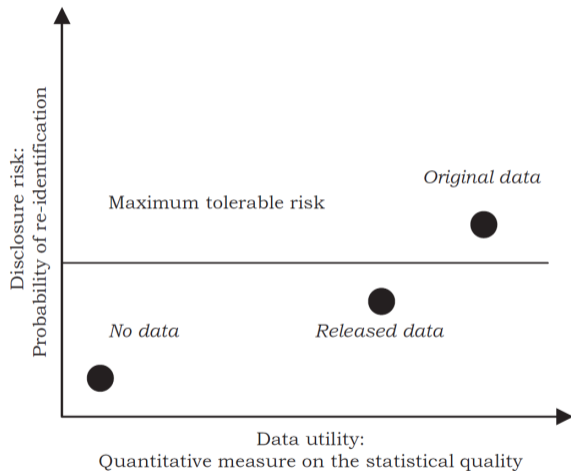 Disclosure risk:
Probability of re-identification
Original data
Maximum tolerable risk
No data
Released data
Data utility:
Quantitative measure on the statistical quality